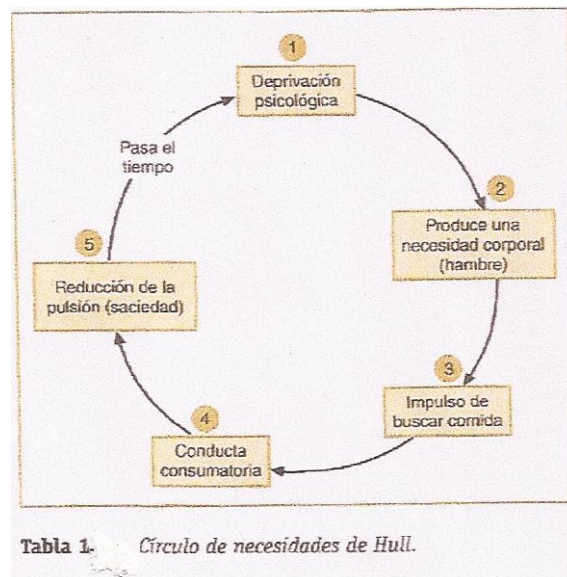 1
Deprivación
psicológica
2
Produce una
necesidad corporal
(hambre)
3
Impulso de
buscar comida
4
Conducta
consumatoria
5
Reducción de la
pulsión (saciedad)
Pasa el
tiempo
Tabla 1. Círculo de necesidades de Hull.